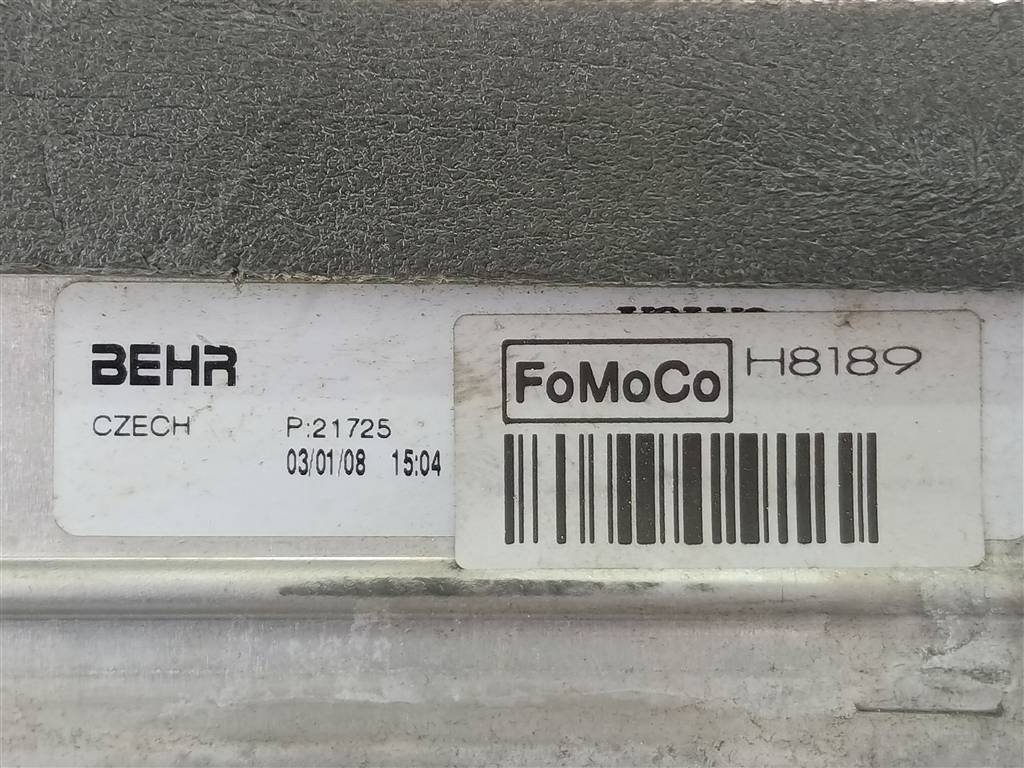 BEHR
CZECH P:21725
03/01/08 15:04
FoMoCo H8189